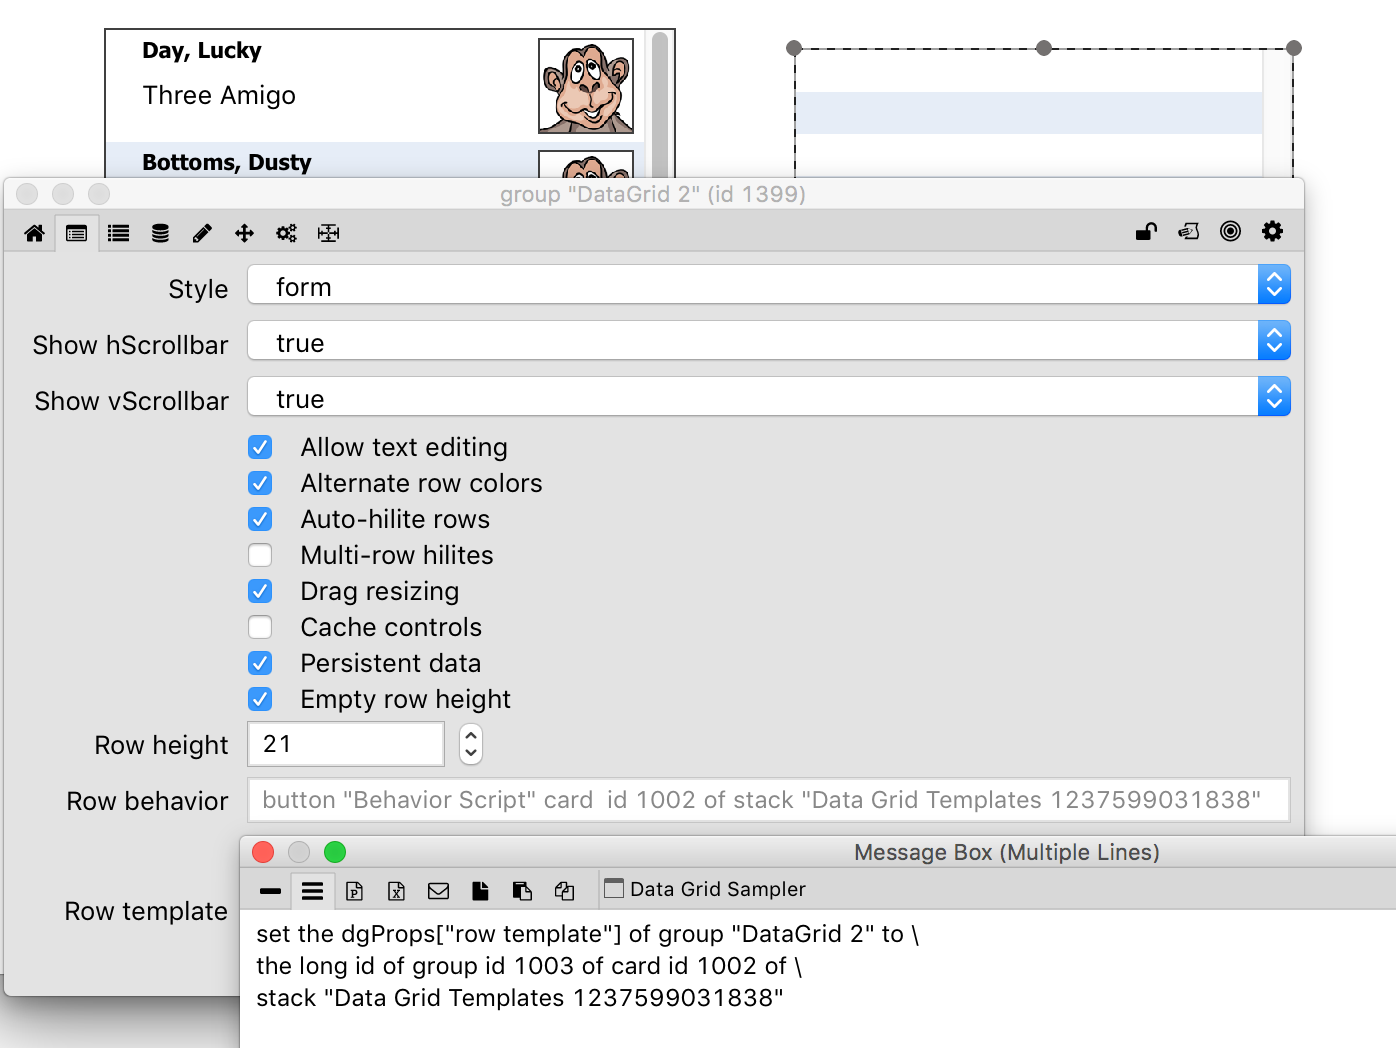 Day, Lucky
Three Amigo
Bottoms, Dusty
group "DataGrid 2" (id 1399)
Style
form
Show hScrollbar
true
Show vScrollbar
true
Allow text editing
Alternate row colors
Auto-hilite rows
Multi-row hilites
Drag resizing
Cache controls
Persistent data
Empty row height
Row height
21
Row behavior
button "Behavior Script" card  id 1002 of stack "Data Grid Templates 1237599031838"
Row template
Message Box (Multiple Lines)
Data Grid Sampler
set the dgProps["row template"] of group "DataGrid 2" to \
the long id of group id 1003 of card id 1002 of \
stack "Data Grid Templates 1237599031838"